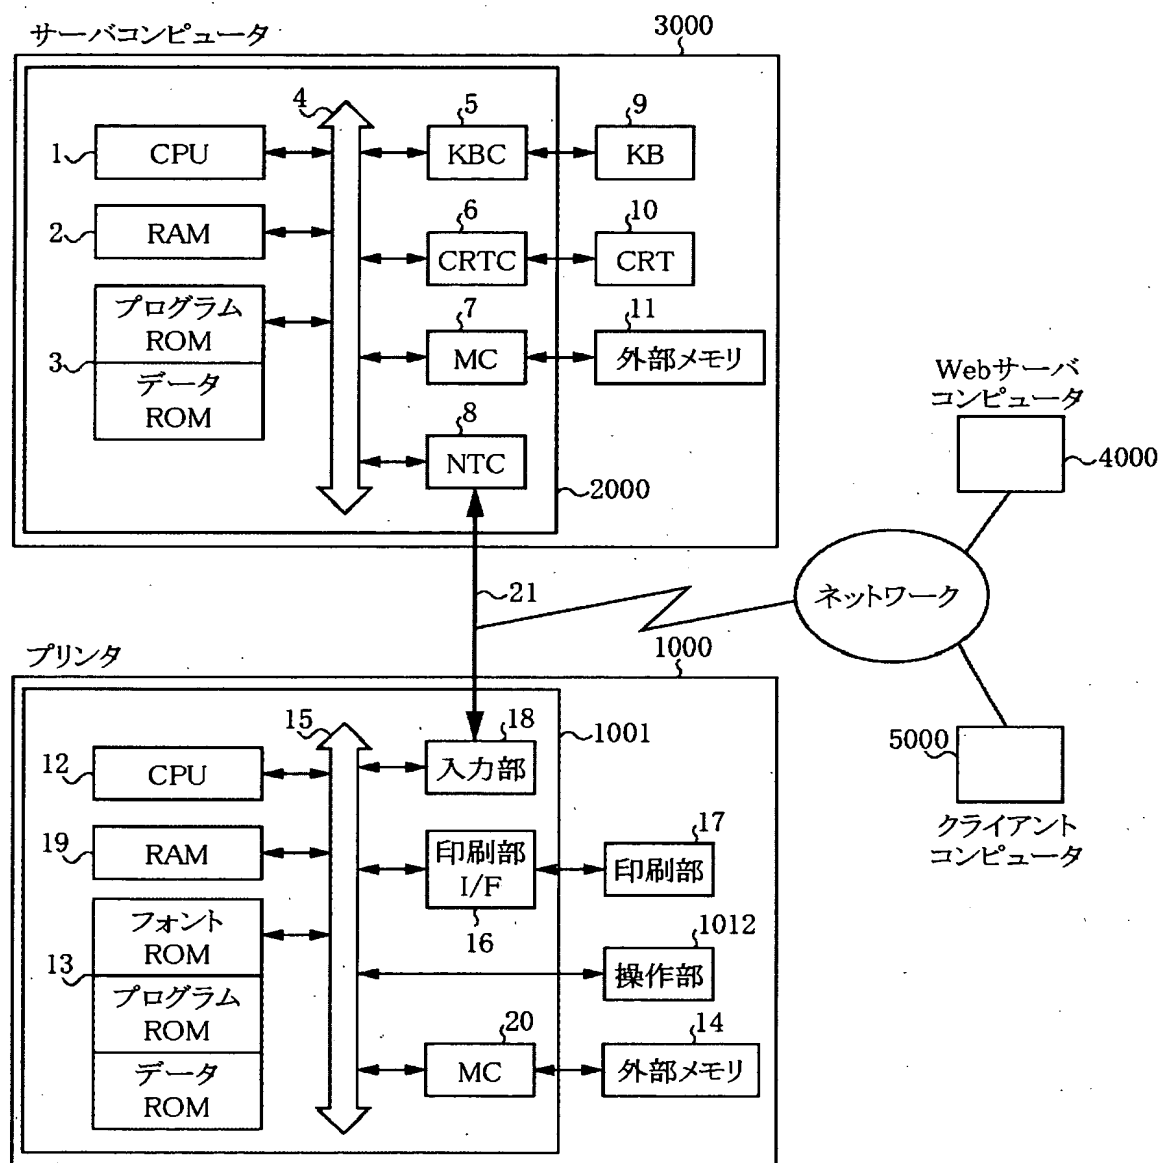 サーバコンピュータ
3000
4
5
9
1
CPU
KBC
KB
6
10
2
RAM
CRTC
CRT
プログラム
ROM
7
11
3
MC
外部メモリ
データ
ROM
8
NTC
2000
Webサーバ
コンピュータ
4000
21
ネットワーク
プリンタ
1000
15
18
1001
12
CPU
入力部
5000
クライアント
コンピュータ
19
RAM
印刷部
I/F
17
印刷部
16
フォント
ROM
1012
13
操作部
プログラム
ROM
20
14
MC
外部メモリ
データ
ROM